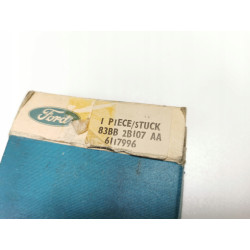 Ford
1 PIECE/STUCK
83BB 2B107 AA
6117996